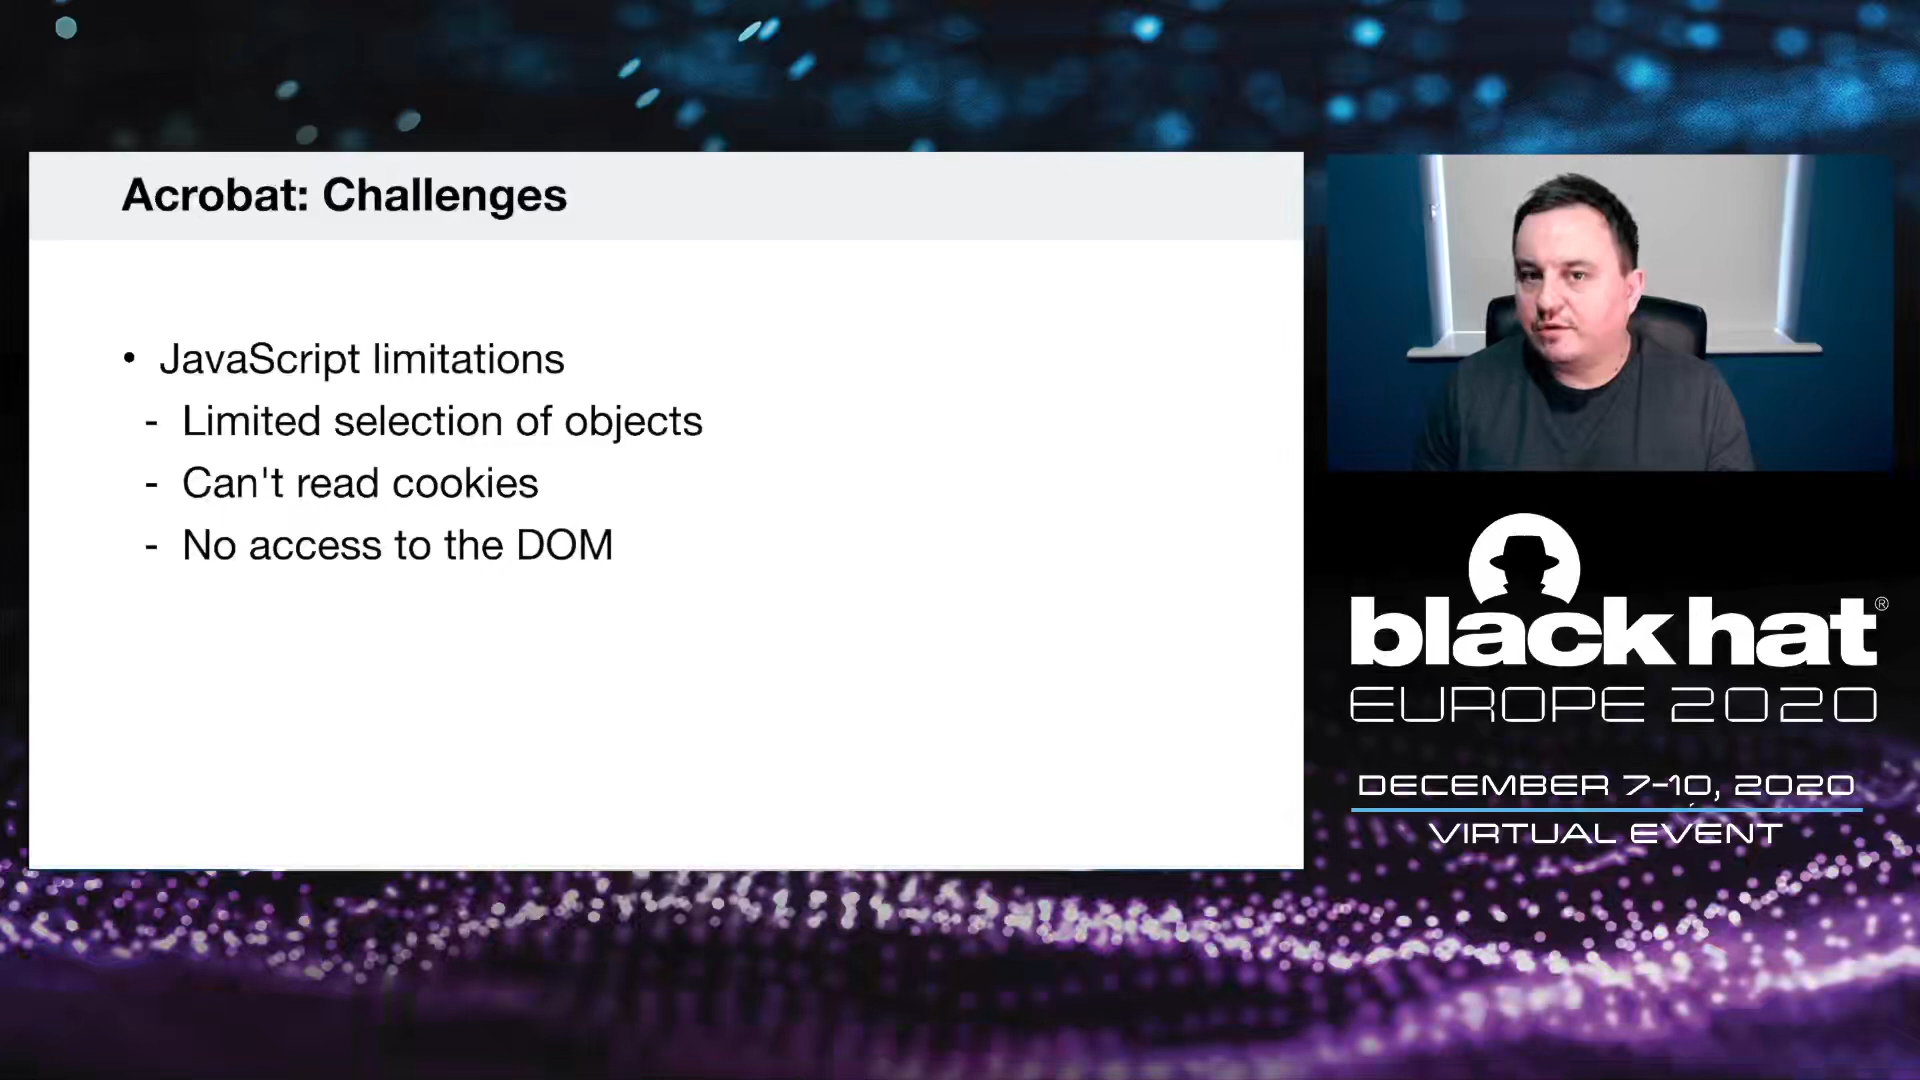 Acrobat: Challenges
• JavaScript limitations
- Limited selection of objects
- Can't read cookies
- No access to the DOM
black hat®
EUROPE 2020
DECEMBER 7-10, 2020
VIRTUAL EVENT